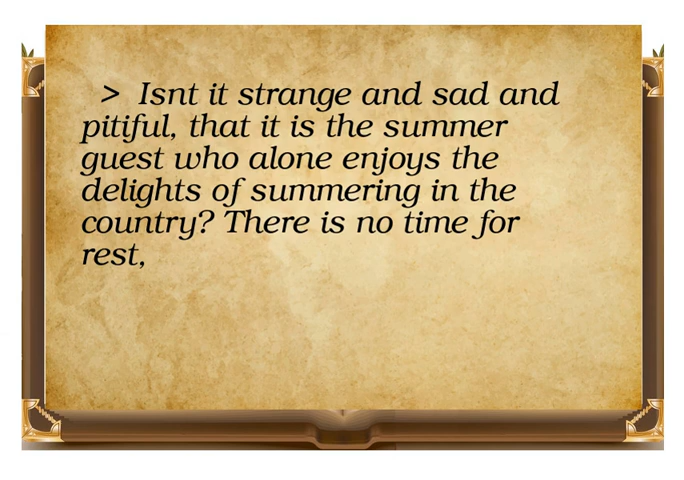 > Isnt it strange and sad and
pitiful, that it is the summer
guest who alone enjoys the
delights of summering in the
country? There is no time for
rest,